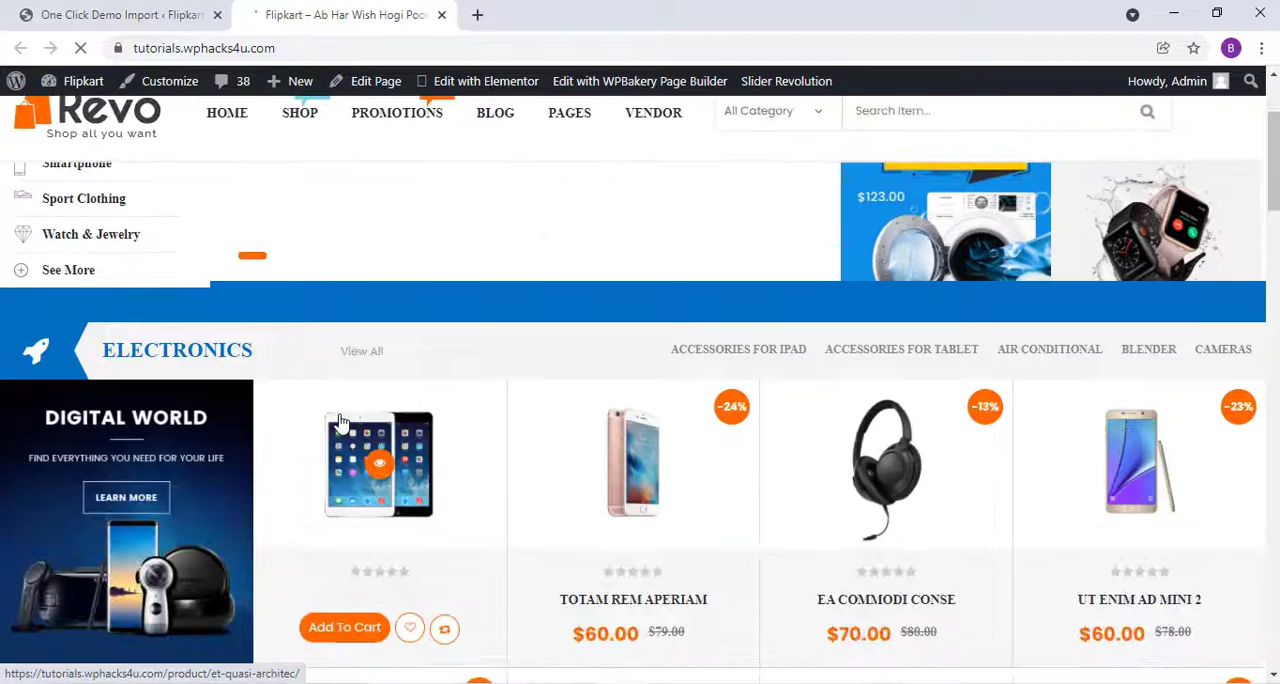 One Click Demo Import ‹ Flipkar
Flipkart – Ab Har Wish Hogi Poo
tutorials.wphacks4u.com
B
Flipkart
Customize
38
New
Edit Page
Edit with Elementor
Edit with WPBakery Page Builder
Slider Revolution
Howdy, Admin
Revo
Shop all you want
HOME
SHOP
PROMOTIONS
BLOG
PAGES
VENDOR
All Category
Search Item...
Smartphone
Sport Clothing
Watch & Jewelry
See More
$123.00
ELECTRONICS
View All
ACCESSORIES FOR IPAD
ACCESSORIES FOR TABLET
AIR CONDITIONAL
BLENDER
CAMERAS
DIGITAL WORLD
FIND EVERYTHING YOU NEED FOR YOUR LIFE
LEARN MORE
-24%
-13%
-23%
Add To Cart
TOTAM REM APERIAM
$60.00 $79.00
EA COMMODI CONSE
$70.00 $80.00
UT ENIM AD MINI 2
$60.00 $78.00
https://tutorials.wphacks4u.com/product/et-quasi-architec/